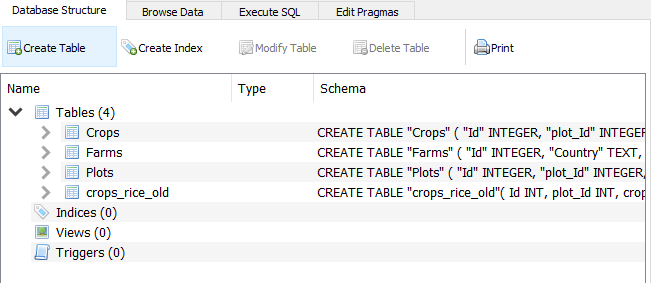 Database Structure Browse Data Execute SQL Edit Pragmas
Create Table Create Index Modify Table Delete Table Print
Name Type Schema
Tables (4)
Crops CREATE TABLE "Crops" ( "Id" INTEGER, "plot_Id" INTEGER
Farms CREATE TABLE "Farms" ( "Id" INTEGER, "Country" TEXT,
Plots CREATE TABLE "Plots" ( "Id" INTEGER, "plot_Id" INTEGER,
crops_rice_old CREATE TABLE "crops_rice_old"( Id INT, plot_Id INT, crop
Indices (0)
Views (0)
Triggers (0)